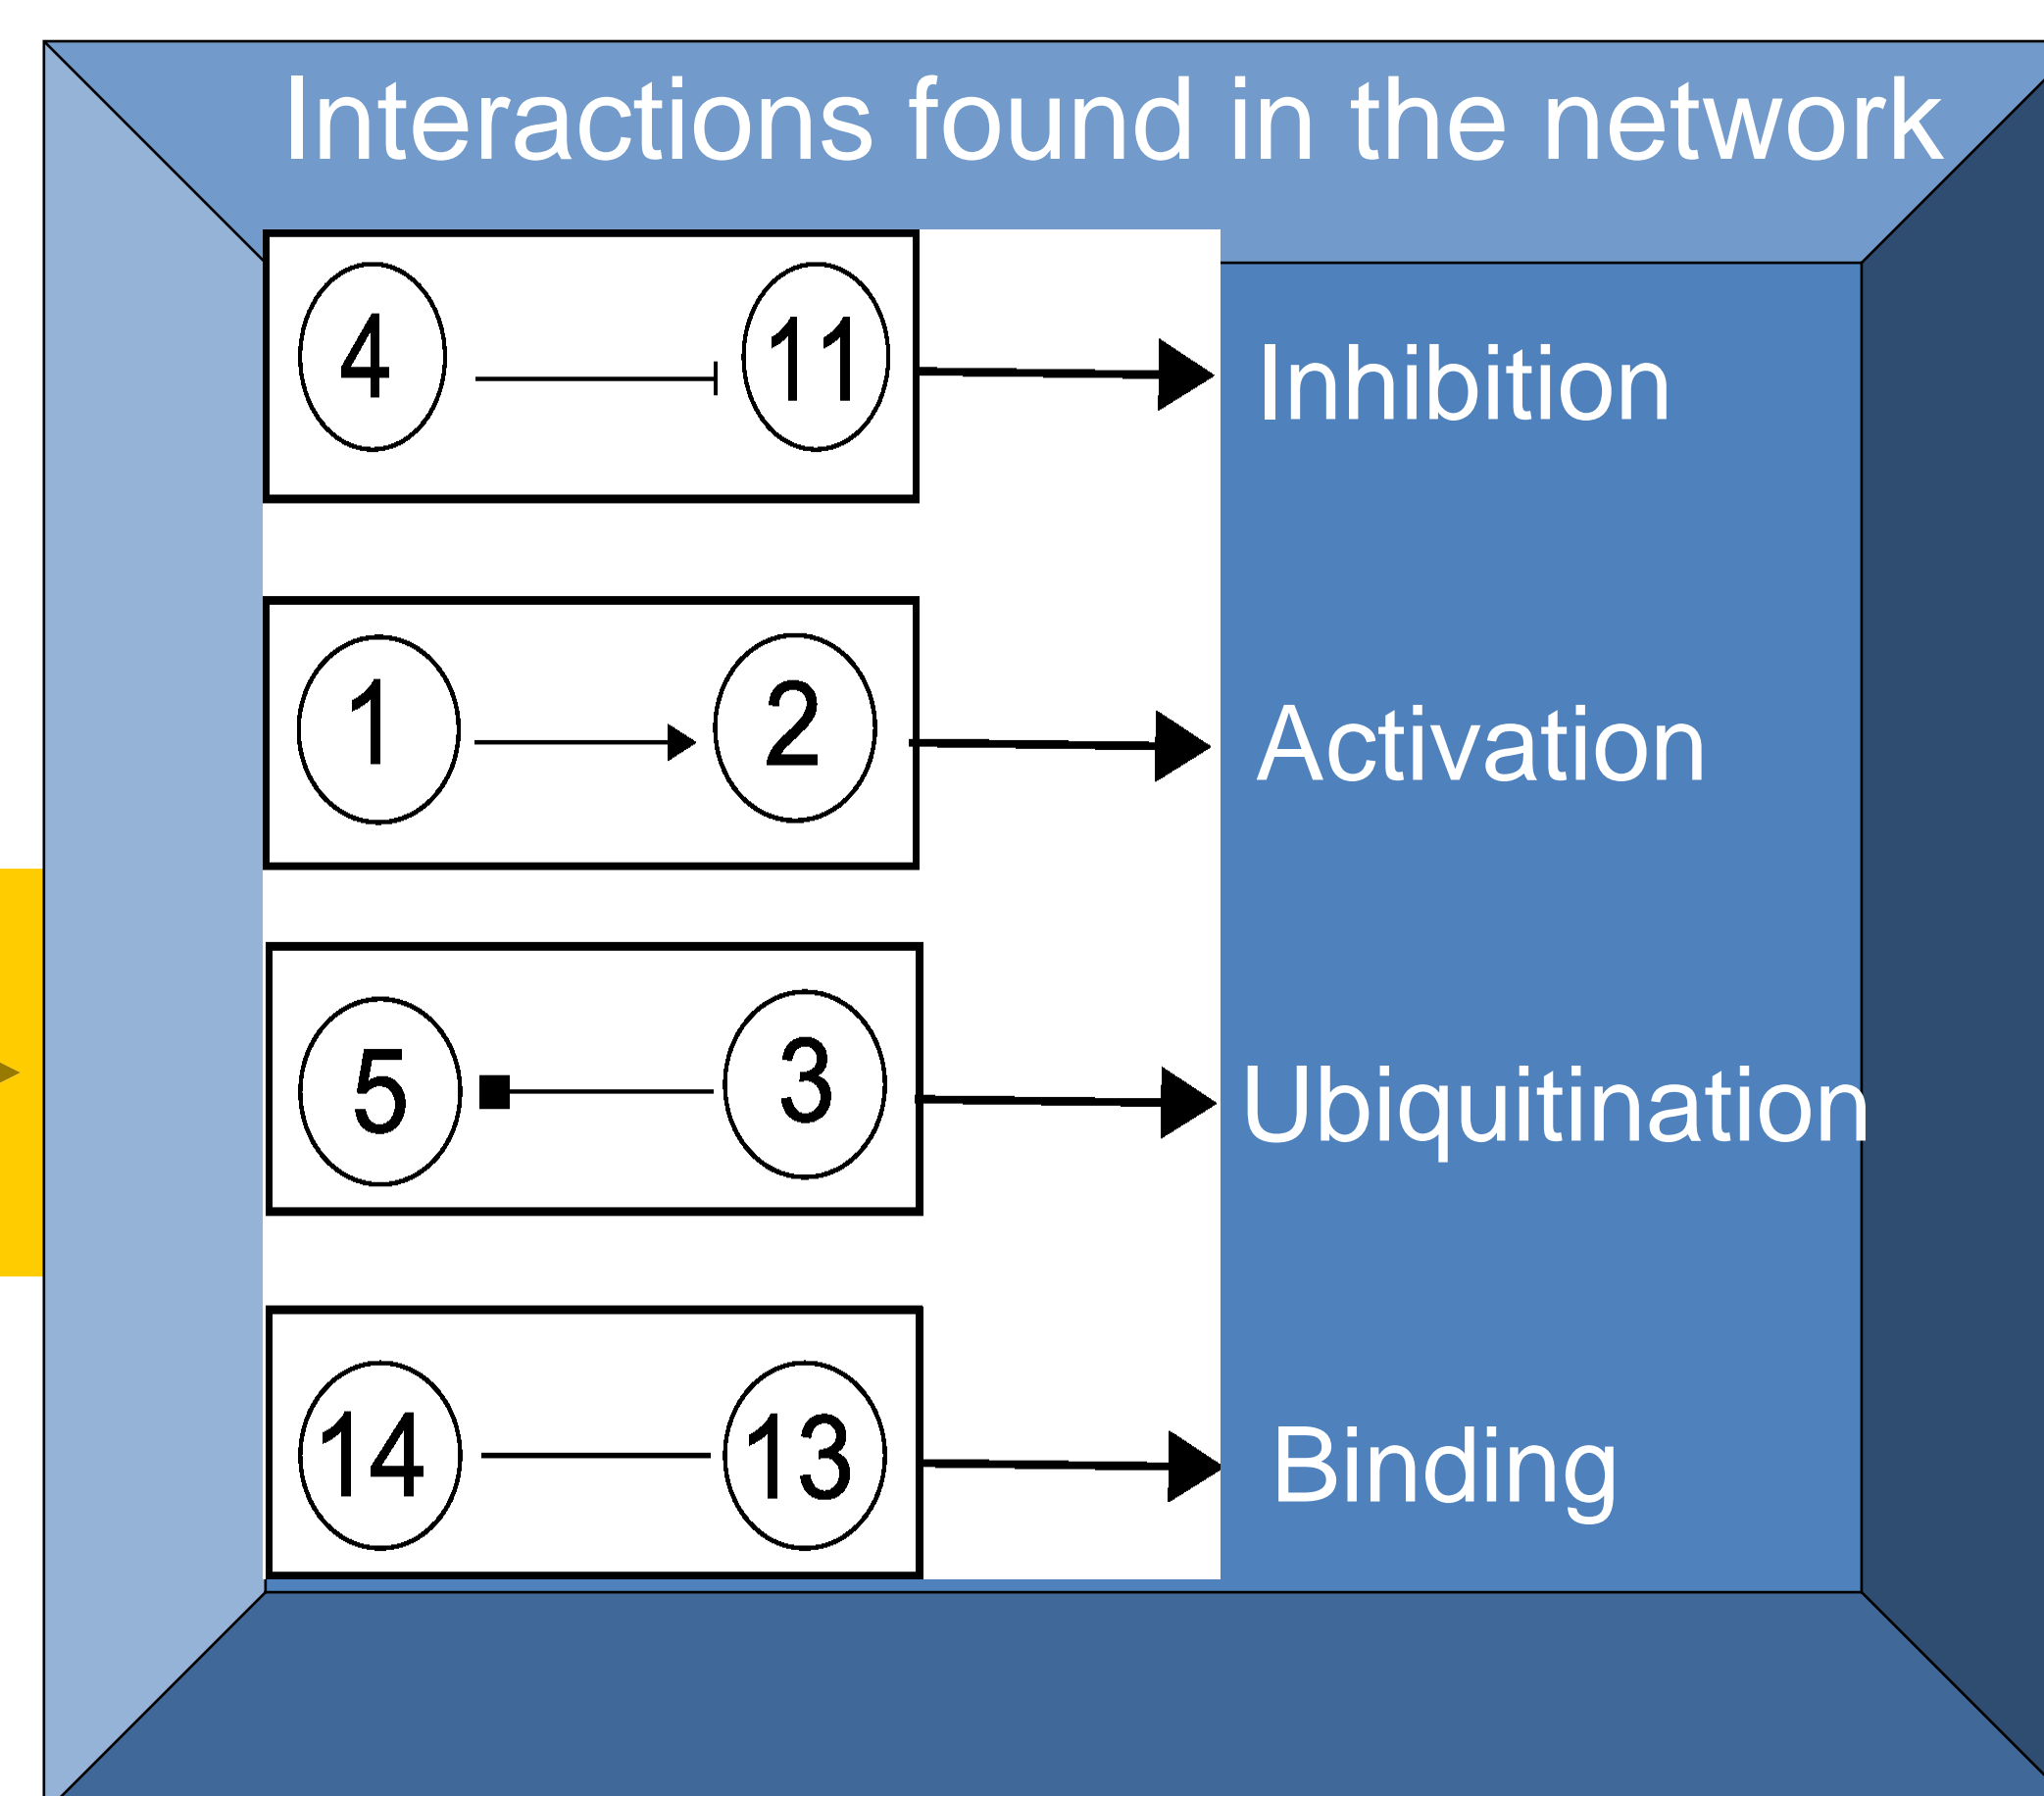 Interactions found in the network
4 11 Inhibition
1 2 Activation
5 3 Ubiquitination
14 13 Binding